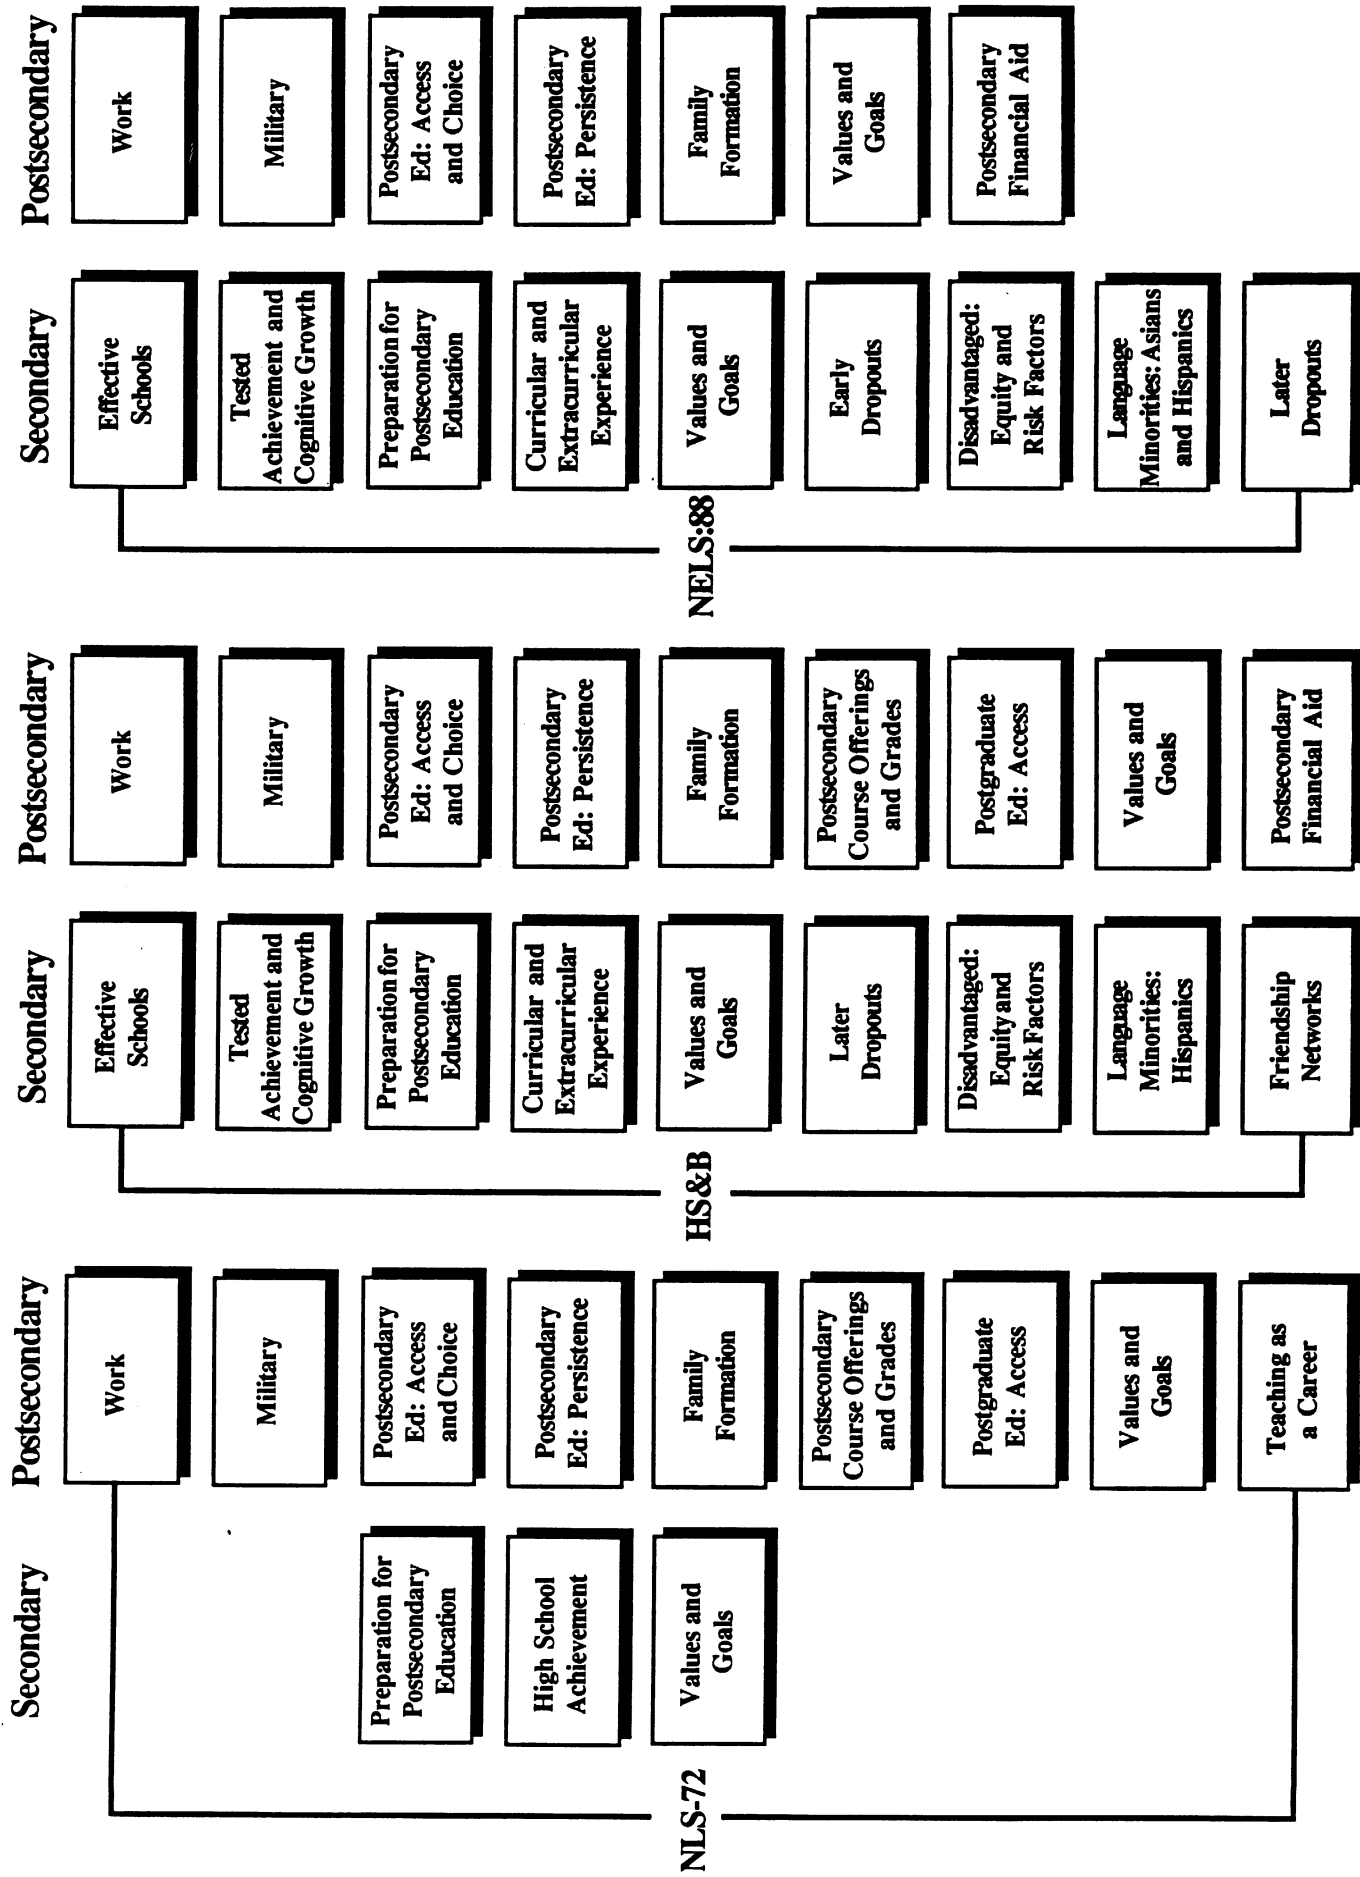 NLS-72
Secondary
Preparation for
Postsecondary
Education
High School
Achievement
Values and
Goals
Postsecondary
Work
Military
Postsecondary
Ed: Access
and Choice
Postsecondary
Ed: Persistence
Family
Formation
Postsecondary
Course Offerings
and Grades
Postgraduate
Ed: Access
Values and
Goals
Teaching as
a Career
HS&B
Secondary
Effective
Schools
Tested
Achievement and
Cognitive Growth
Preparation for
Postsecondary
Education
Curricular and
Extracurricular
Experience
Values and
Goals
Later
Dropouts
Disadvantaged:
Equity and
Risk Factors
Language
Minorities:
Hispanics
Friendship
Networks
Postsecondary
Work
Military
Postsecondary
Ed: Access
and Choice
Postsecondary
Ed: Persistence
Family
Formation
Postsecondary
Course Offerings
and Grades
Postgraduate
Ed: Access
Values and
Goals
Postsecondary
Financial Aid
NELS:88
Secondary
Effective
Schools
Tested
Achievement and
Cognitive Growth
Preparation for
Postsecondary
Education
Curricular and
Extracurricular
Experience
Values and
Goals
Early
Dropouts
Disadvantaged:
Equity and
Risk Factors
Language
Minorities: Asians
and Hispanics
Later
Dropouts
Postsecondary
Work
Military
Postsecondary
Ed: Access
and Choice
Postsecondary
Ed: Persistence
Family
Formation
Values and
Goals
Postsecondary
Financial Aid